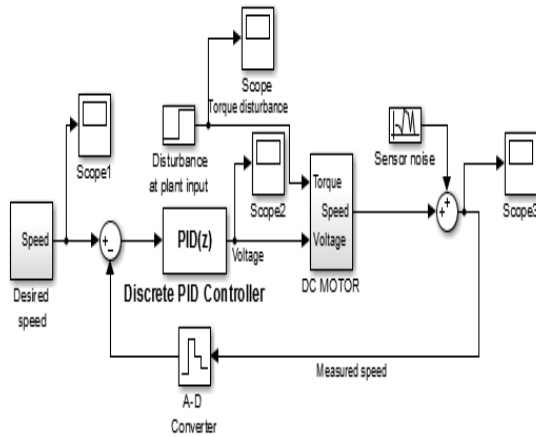 Scope
Torque disturbance
Scope1
Disturbance
at plant input
Scope2
Sensor noise
Scope3
Torque
Speed
Voltage
DC MOTOR
Speed
Desired
speed
PID(z)
Voltage
Discrete PID Controller
A-D
Converter
Measured speed